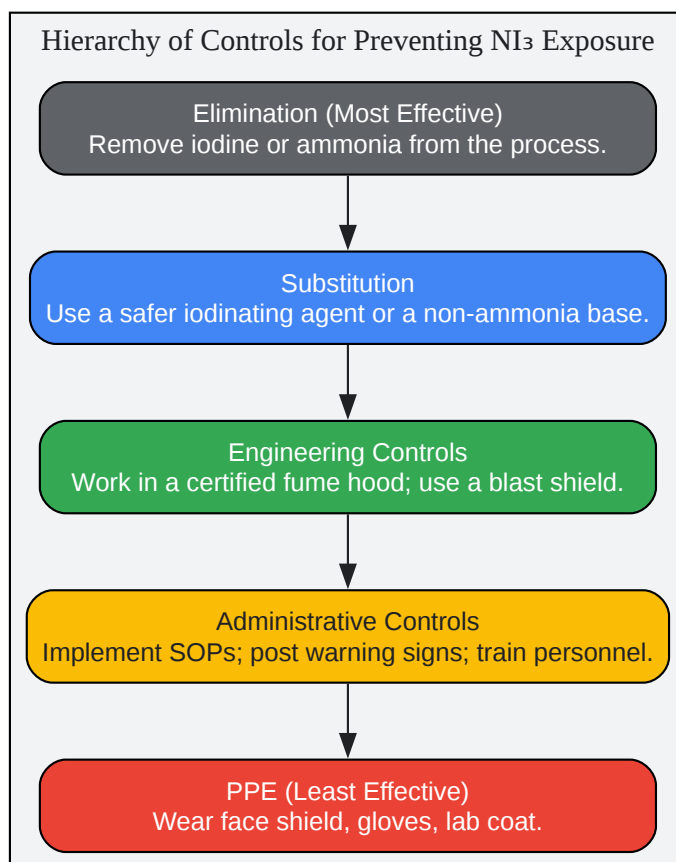 Hierarchy of Controls for Preventing NI₃ Exposure
Elimination (Most Effective)
Remove iodine or ammonia from the process.
Substitution
Use a safer iodinating agent or a non-ammonia base.
Engineering Controls
Work in a certified fume hood; use a blast shield.
Administrative Controls
Implement SOPs; post warning signs; train personnel.
PPE (Least Effective)
Wear face shield, gloves, lab coat.